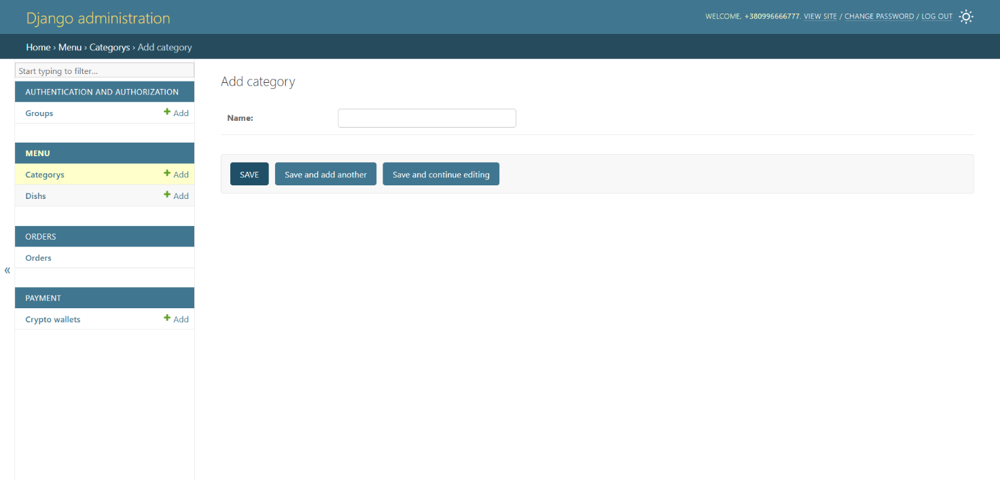 Django administration
WELCOME, +380996666777. VIEW SITE / CHANGE PASSWORD / LOG OUT
Home › Menu › Categorys › Add category
Start typing to filter...
AUTHENTICATION AND AUTHORIZATION
Groups Add
MENU
Categorys Add
Dishs Add
ORDERS
Orders
PAYMENT
Crypto wallets Add
«
Add category
Name:
SAVE Save and add another Save and continue editing